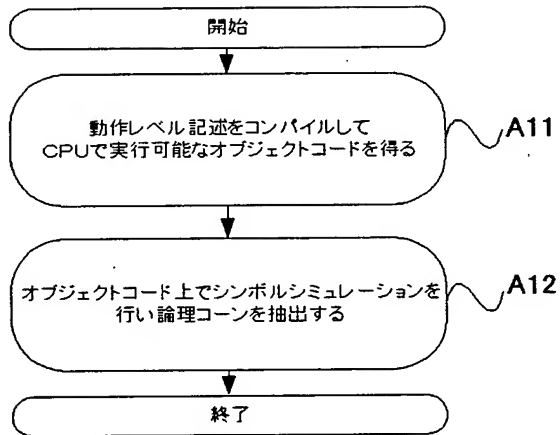 開始
動作レベル記述をコンパイルして
CPUで実行可能なオブジェクトコードを得る
A11
オブジェクトコード上でシンボルシミュレーションを
行い論理コーンを抽出する
A12
終了